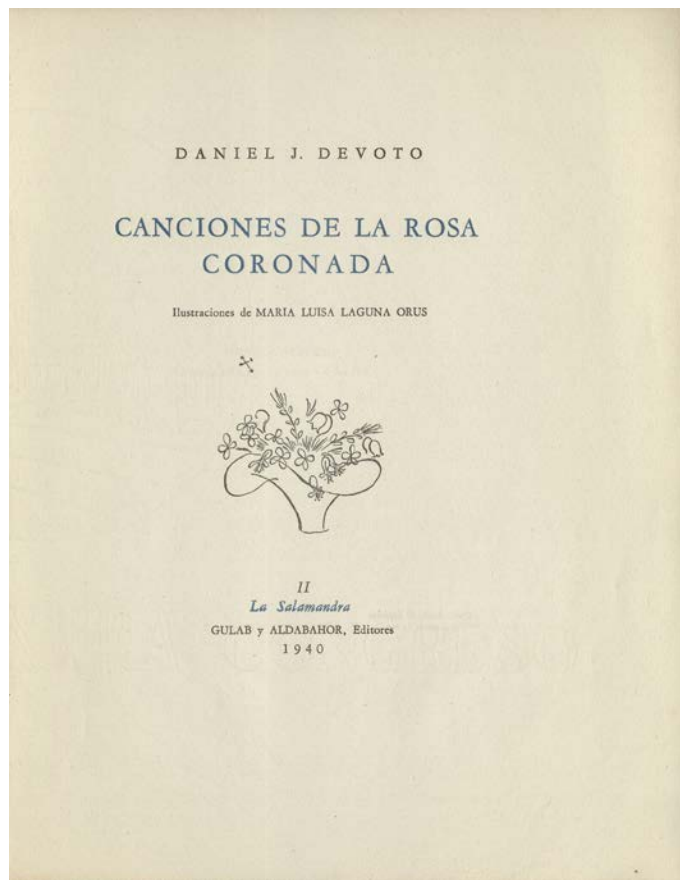 DANIEL J. DEVOTO
CANCIONES DE LA ROSA
CORONADA
Ilustraciones de MARIA LUISA LAGUNA ORUS
II
La Salamandra
GULAB y ALDABAHOR, Editores
1940